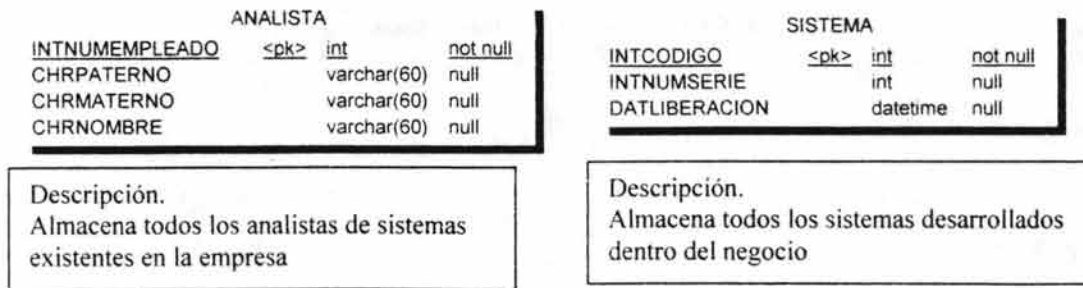 ANALISTA
INTNUMEMPLEADO <pk> int not null
CHRPATERNO varchar(60) null
CHRMATERNO varchar(60) null
CHRNOMBRE varchar(60) null
Descripción.
Almacena todos los analistas de sistemas
existentes en la empresa
SISTEMA
INTCODIGO <pk> int not null
INTNUMSERIE int null
DATLIBERACION datetime null
Descripción.
Almacena todos los sistemas desarrollados
dentro del negocio